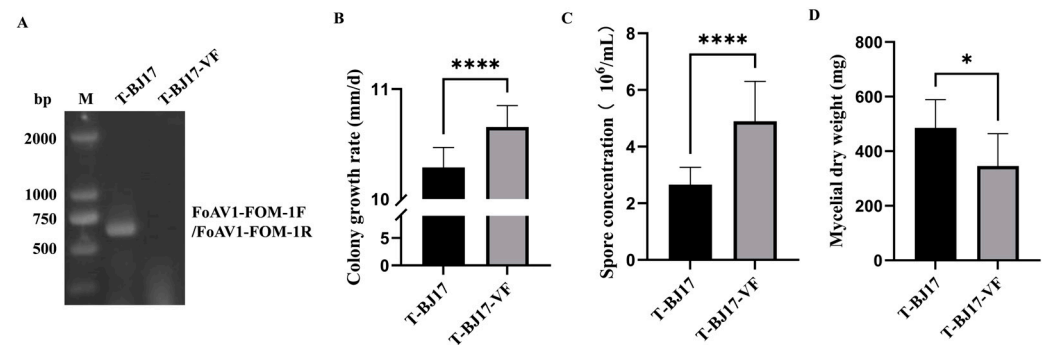 A
bp
M
T-BJ17
T-BJ17-VF
2000
1000
750
500
FoAV1-FOM-1F
/FoAV1-FOM-1R
B
Colony growth rate (mm/d)
11
10
5
0
****
T-BJ17
T-BJ17-VF
C
Spore concentration（ 10⁶/mL）
8
6
4
2
0
****
T-BJ17
T-BJ17-VF
D
Mycelial dry weight (mg)
800
600
400
200
0
*
T-BJ17
T-BJ17-VF